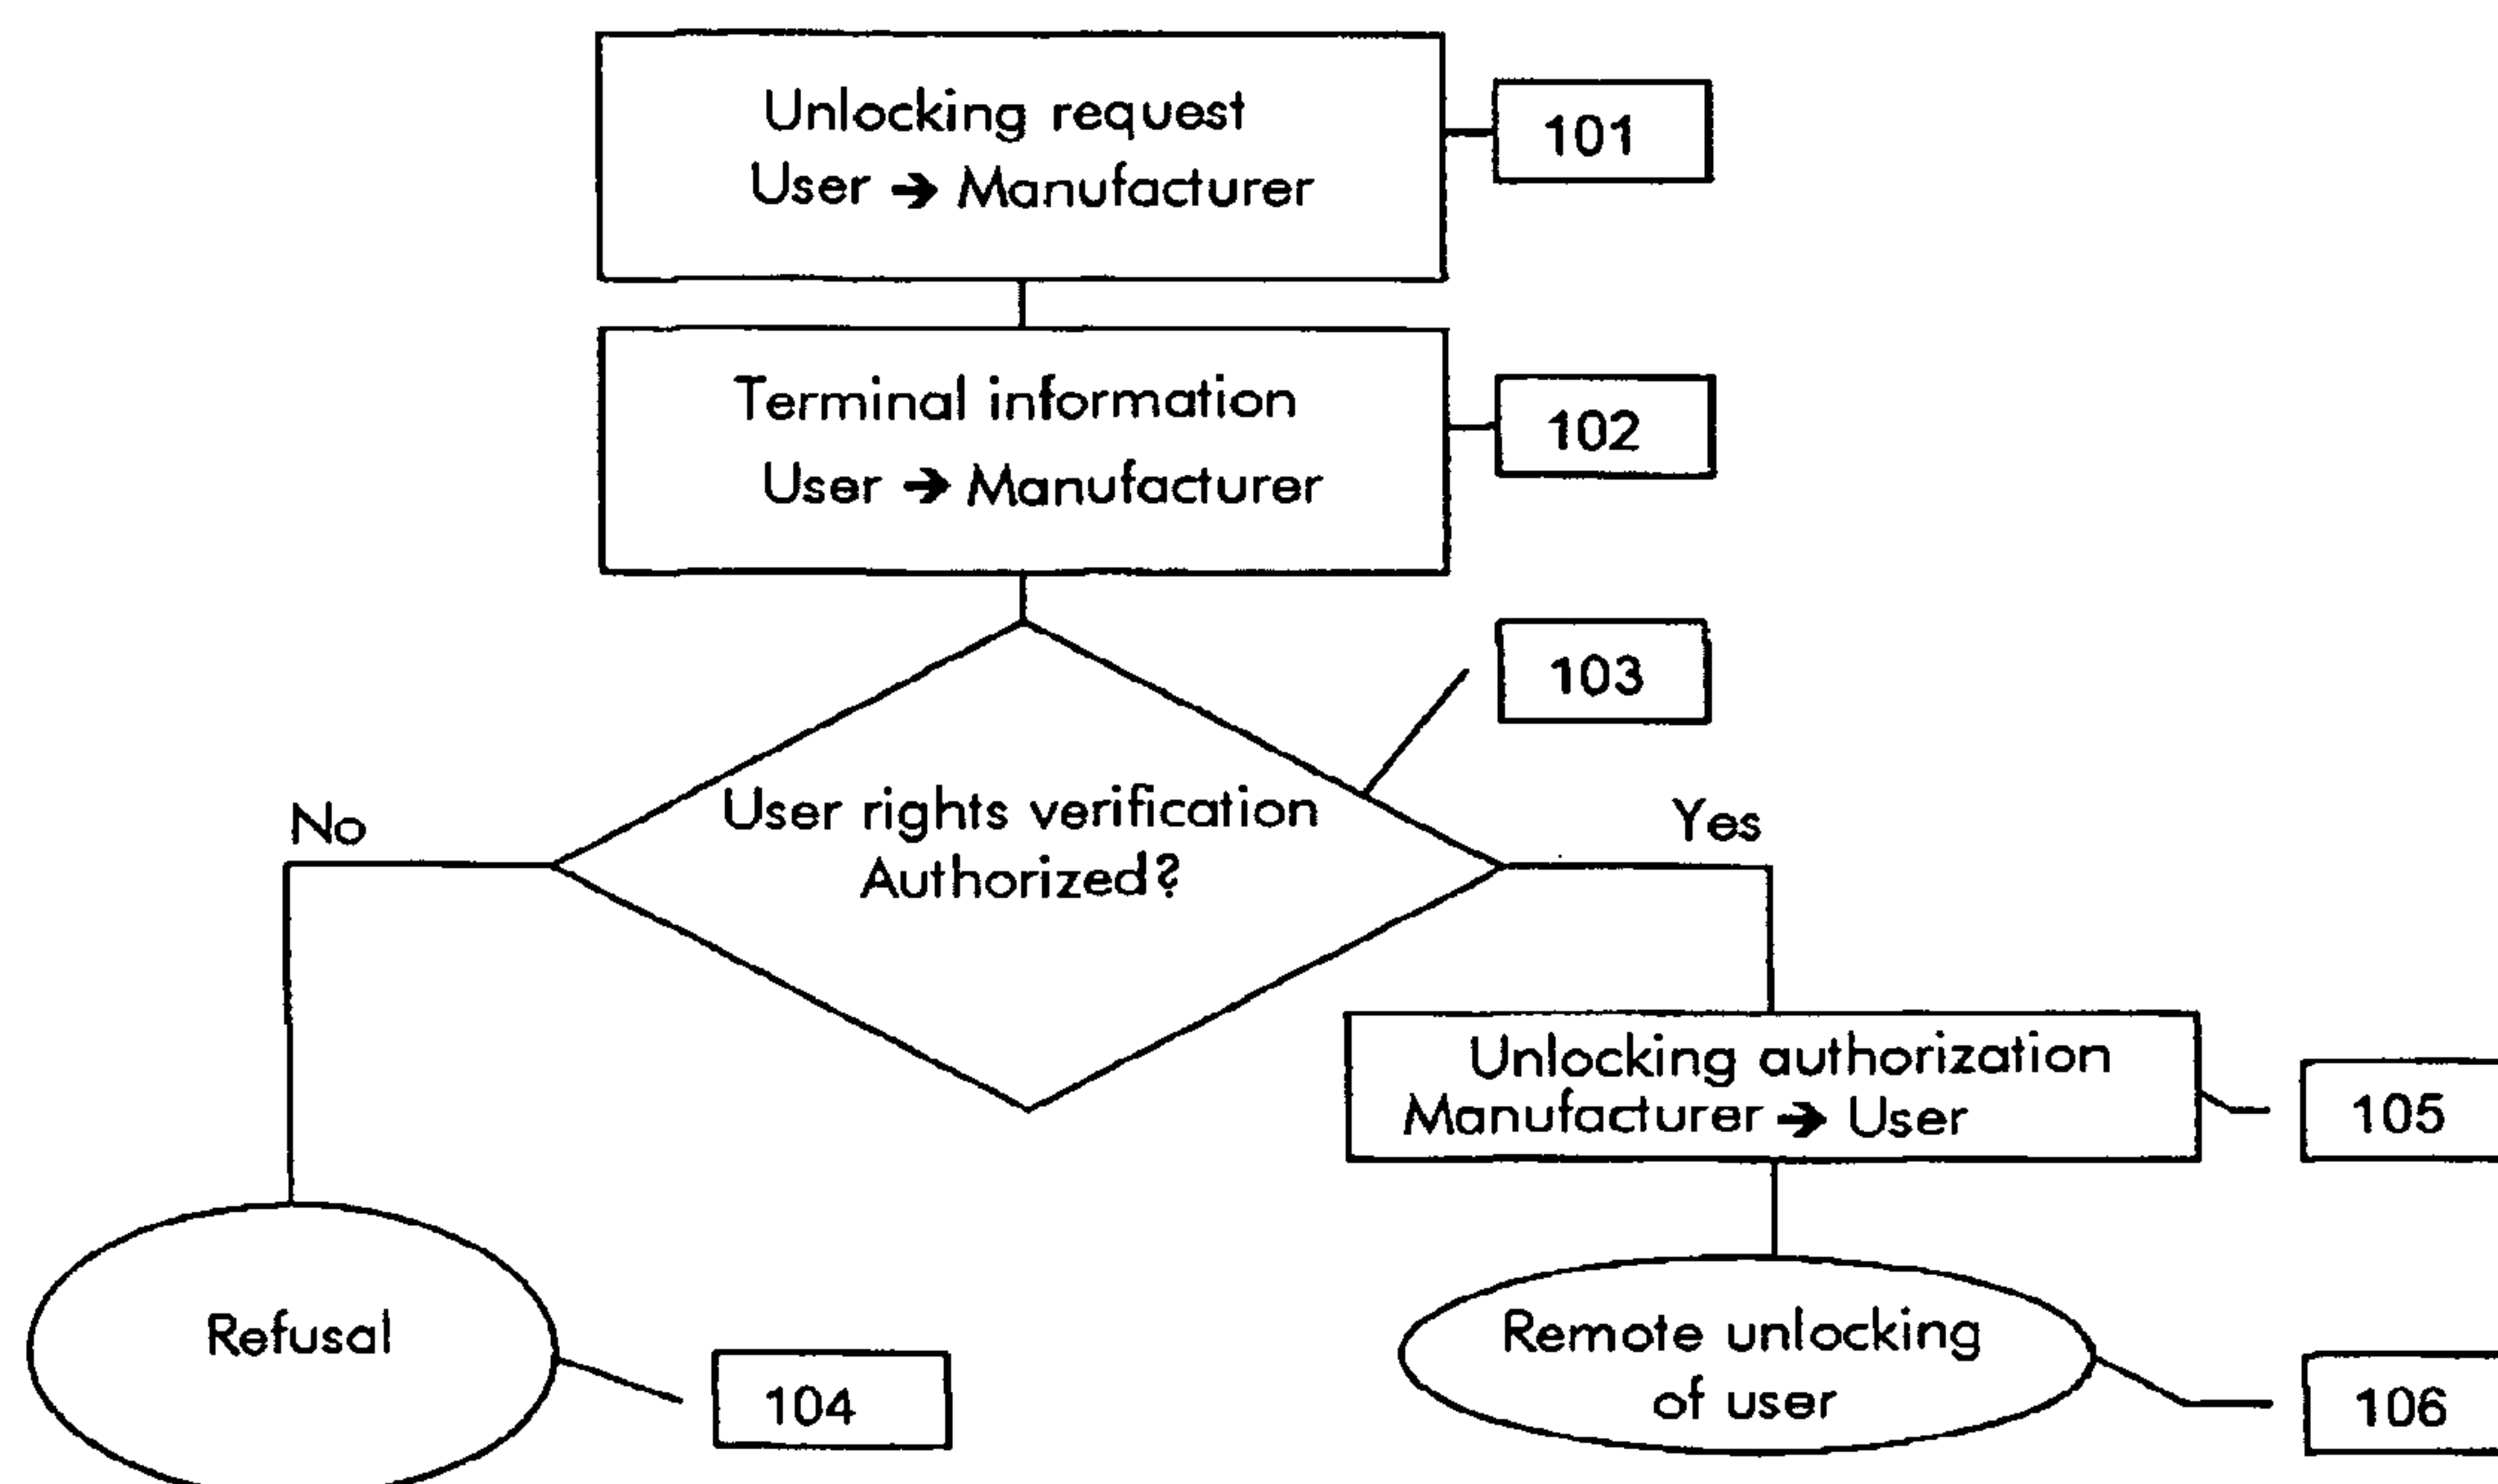 Unlocking request
User → Manufacturer
101
Terminal information
User → Manufacturer
102
103
User rights verification
Authorized?
No
Yes
Unlocking authorization
Manufacturer → User
105
Refusal
104
Remote unlocking
of user
106